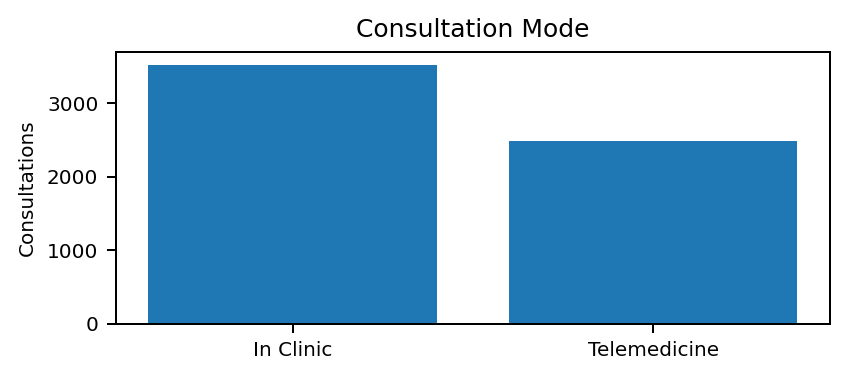 Consultation Mode
Consultations
3000
2000
1000
0
In Clinic
Telemedicine